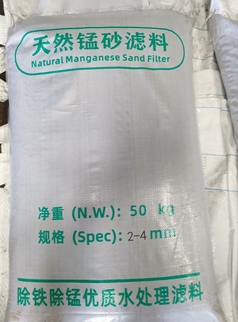 天然锰砂滤料
Natural Manganese Sand Filter
净重 (N.W.): 50 kg
规格 (Spec): 2-4 mm
除铁除锰优质水处理滤料